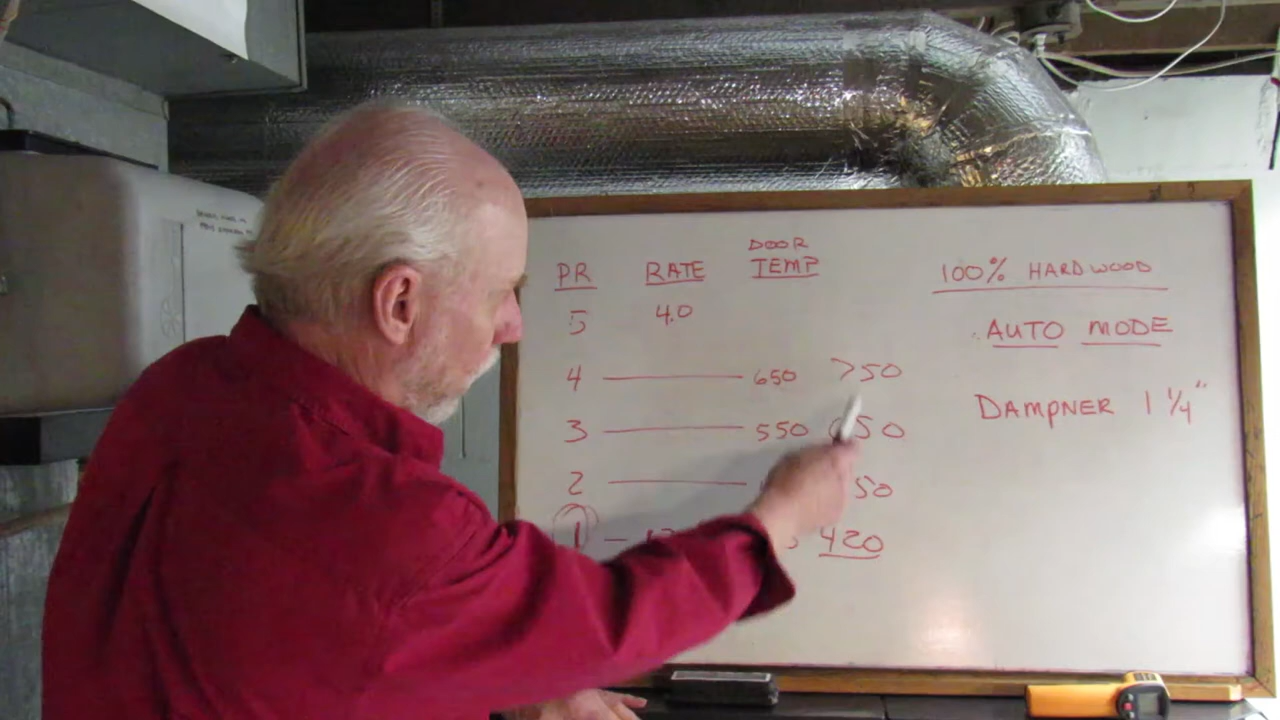 DOOR
PR RATE TEMP
5 4.0
4 — 650 >50
3 — 550 50
2 — 50
1 — 420
100% HARDWOOD
AUTO MODE
DAMPNER 1 1/4"